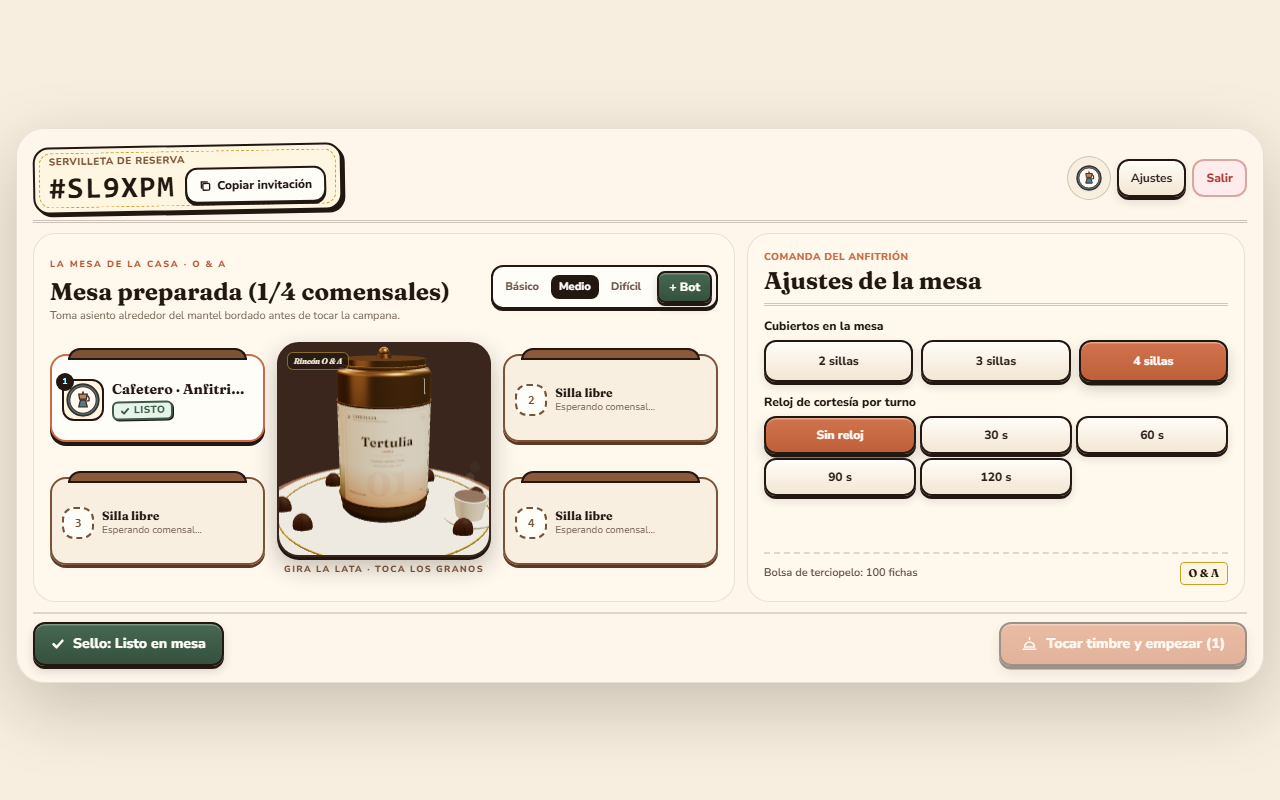 SERVILLETA DE RESERVA
#SL9XPM
Copiar invitación
Ajustes
Salir
LA MESA DE LA CASA · O & A
Mesa preparada (1/4 comensales)
Toma asiento alrededor del mantel bordado antes de tocar la campana.
Básico
Medio
Difícil
+ Bot
1
Cafetero · Anfitri...
LISTO
Rincón O & A
Tertulia
01
2
Silla libre
Esperando comensal...
3
Silla libre
Esperando comensal...
4
Silla libre
Esperando comensal...
GIRA LA LATA · TOCA LOS GRANOS
COMANDA DEL ANFITRIÓN
Ajustes de la mesa
Cubiertos en la mesa
2 sillas
3 sillas
4 sillas
Reloj de cortesía por turno
Sin reloj
30 s
60 s
90 s
120 s
Bolsa de terciopelo: 100 fichas
O & A
Sello: Listo en mesa
Tocar timbre y empezar (1)